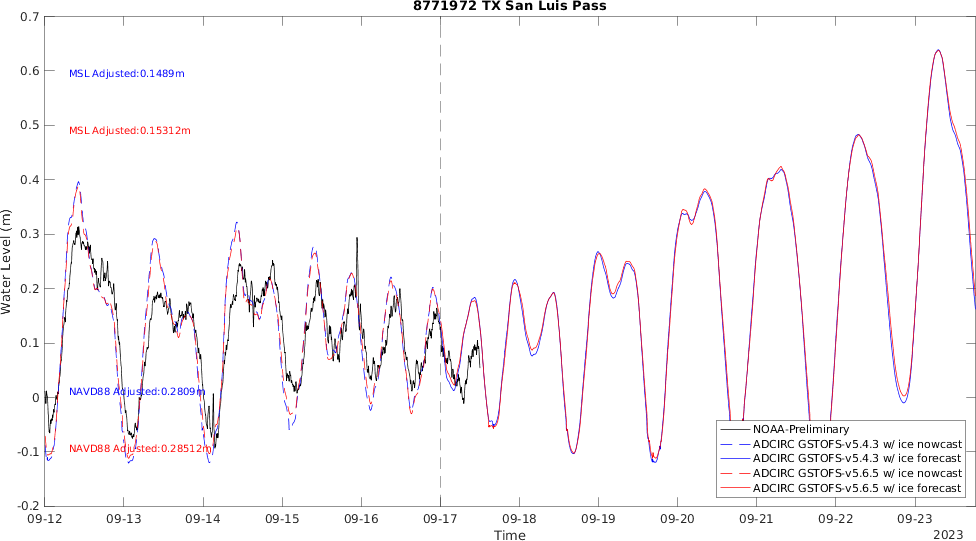 8771972 TX San Luis Pass
0.7
0.6
0.5
0.4
0.3
0.2
0.1
0
-0.1
-0.2
Water Level (m)
MSL Adjusted:0.1489m
MSL Adjusted:0.15312m
NAVD88 Adjusted:0.2809m
NAVD88 Adjusted:0.28512m
NOAA-Preliminary
ADCIRC GSTOFS-v5.4.3 w/ ice nowcast
ADCIRC GSTOFS-v5.4.3 w/ ice forecast
ADCIRC GSTOFS-v5.6.5 w/ ice nowcast
ADCIRC GSTOFS-v5.6.5 w/ ice forecast
09-12 09-13 09-14 09-15 09-16 09-17 09-18 09-19 09-20 09-21 09-22 09-23
Time
2023